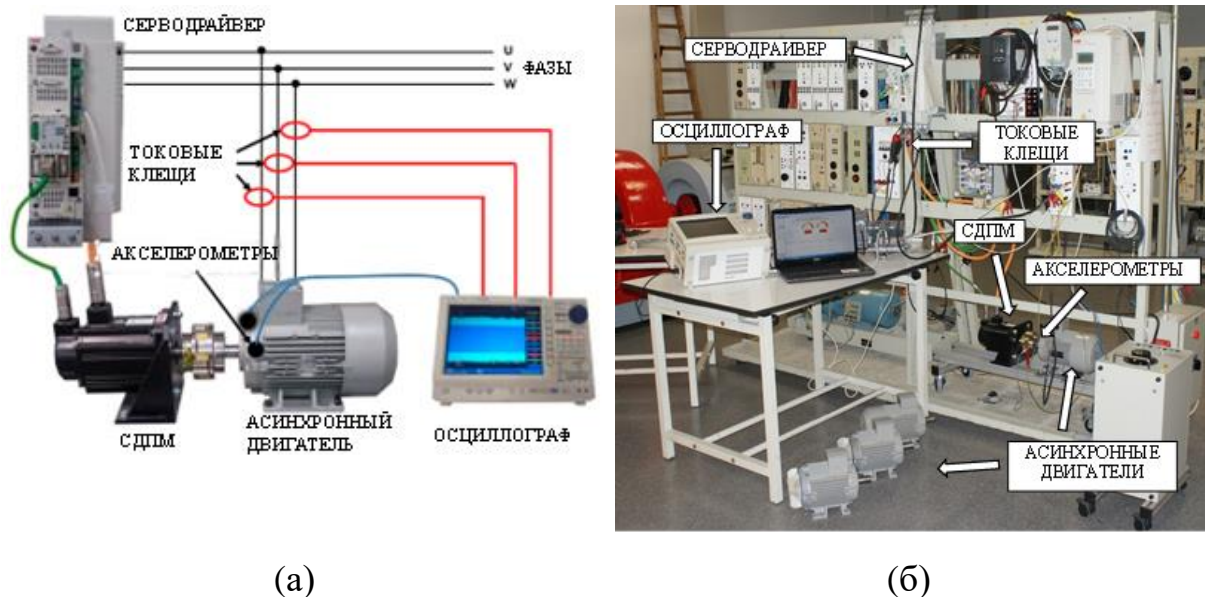 СЕРВОДРАЙВЕР
U
V
W
ФАЗЫ
ТОКОВЫЕ
КЛЕЩИ
АКСЕЛЕРОМЕТРЫ
СДПМ
АСИНХРОННЫЙ
ДВИГАТЕЛЬ
ОСЦИЛЛОГРАФ
(а)
СЕРВОДРАЙВЕР
ОСЦИЛЛОГРАФ
ТОКОВЫЕ
КЛЕЩИ
СДПМ
АКСЕЛЕРОМЕТРЫ
АСИНХРОННЫЕ
ДВИГАТЕЛИ
(б)